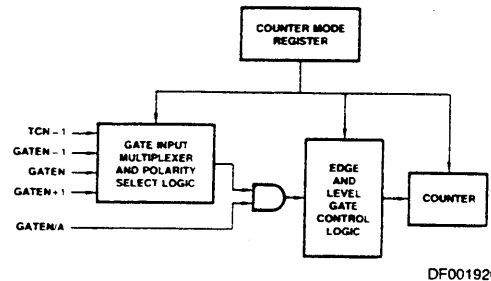 COUNTER MODE
REGISTER
TCN – 1
GATEN – 1
GATEN
GATEN+1
GATEN/A
GATE INPUT
MULTIPLEXER
AND POLARITY
SELECT LOGIC
EDGE
AND
LEVEL
GATE
CONTROL
LOGIC
COUNTER